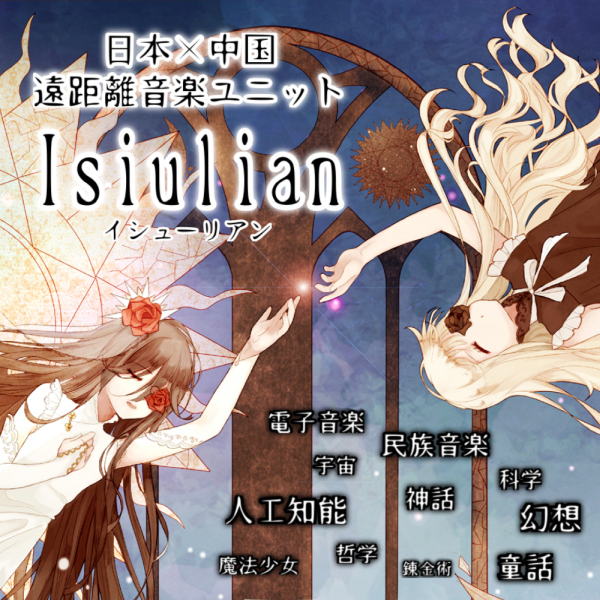 日本×中国
遠距離音楽ユニット
Isiulian
イシューリアン
電子音楽
民族音楽
宇宙
科学
人工知能
神話
幻想
魔法少女
哲学
錬金術
童話